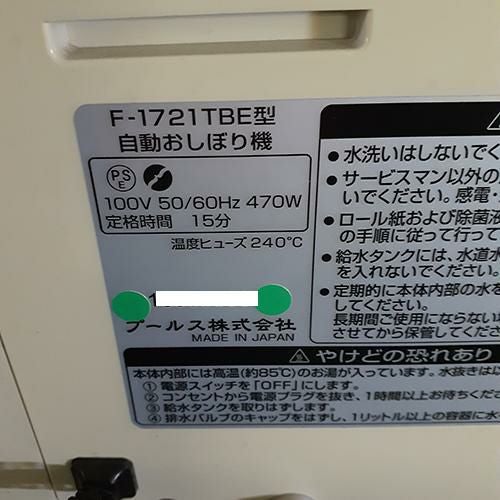 F-1721TBE型
自動おしぼり機
PSE
100V 50/60Hz 470W
定格時間 15分
温度ヒューズ 240℃
プールス株式会社
MADE IN JAPAN
●水洗いはしないでく
●サービスマン以外の
いでください。感電・
●ロール紙および除菌液
の手順に従って行って
●給水タンクには、水道水
を入れないでください。
●定期的に本体内部の水を
してください。
長期間ご使用にならない
させてから保管してくだ
やけどの恐れあり
本体内部には高温(約85℃)のお湯が入っています。水抜きは以
① 電源スイッチを「OFF」にします。
② コンセントから電源プラグを抜き、1時間以上お待ちくだ
③ 給水タンクを取りはずします。
④ 排水バルブのキャップをはずし、1リットル以上の容器に水